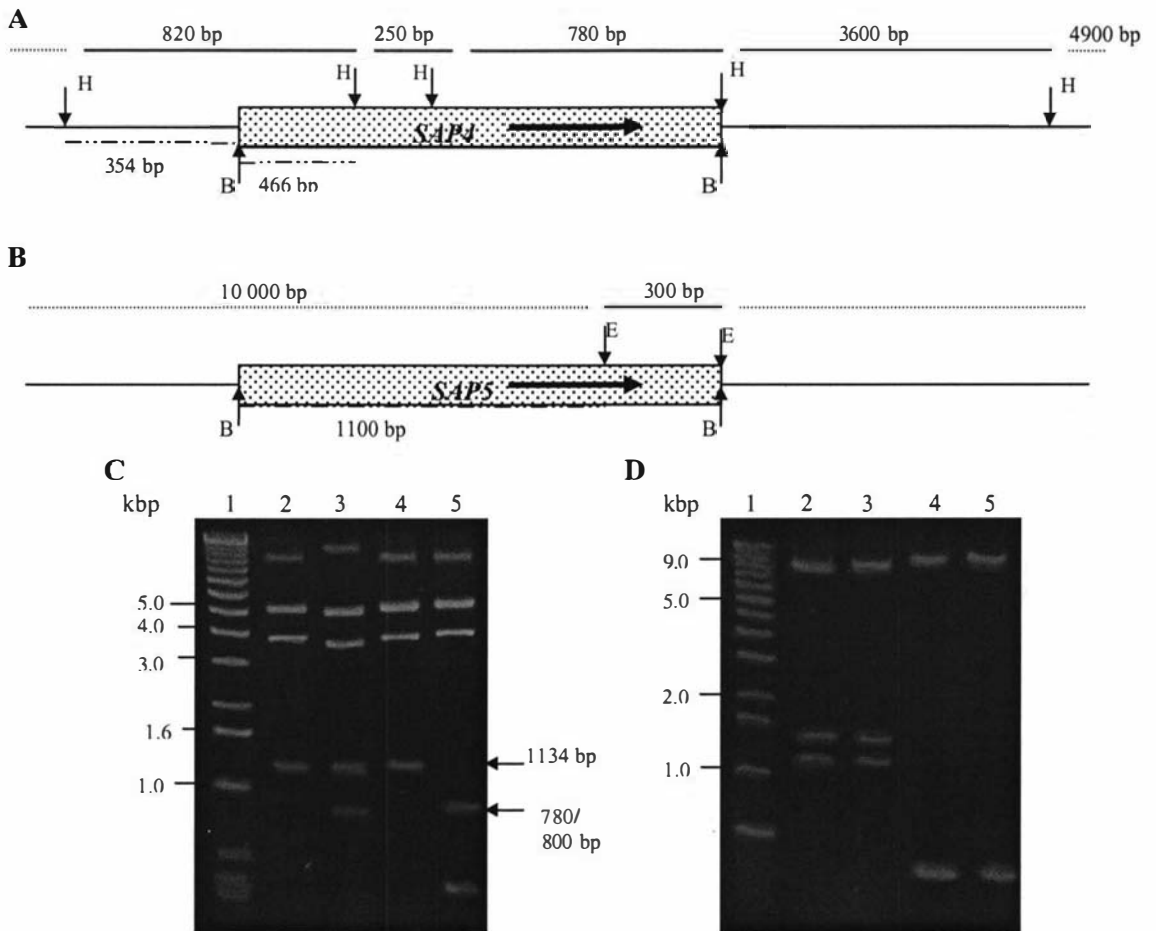 A
820 bp 250 bp 780 bp 3600 bp 4900 bp
H H H H H
SAP4
354 bp
466 bp
B B
B
10 000 bp 300 bp
E E
SAP5
B 1100 bp B
C
kbp 1 2 3 4 5
5.0
4.0
3.0
1.6
1.0
1134 bp
780/
800 bp
D
kbp 1 2 3 4 5
9.0
5.0
2.0
1.0